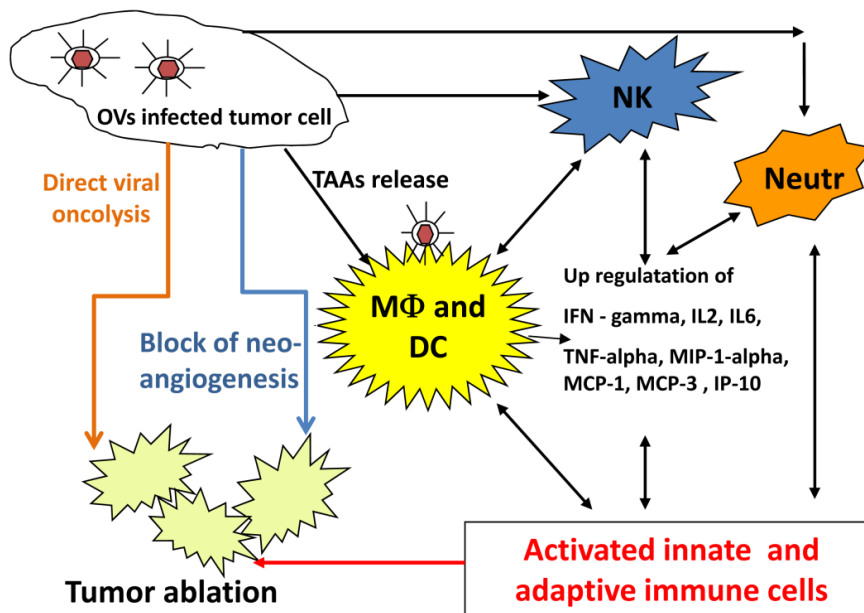 OVs infected tumor cell
NK
Neutr
Direct viral
oncolysis
TAAs release
MΦ and
DC
Up regulatation of
IFN - gamma, IL2, IL6,
TNF-alpha, MIP-1-alpha,
MCP-1, MCP-3 , IP-10
Block of neo-
angiogenesis
Tumor ablation
Activated innate and
adaptive immune cells